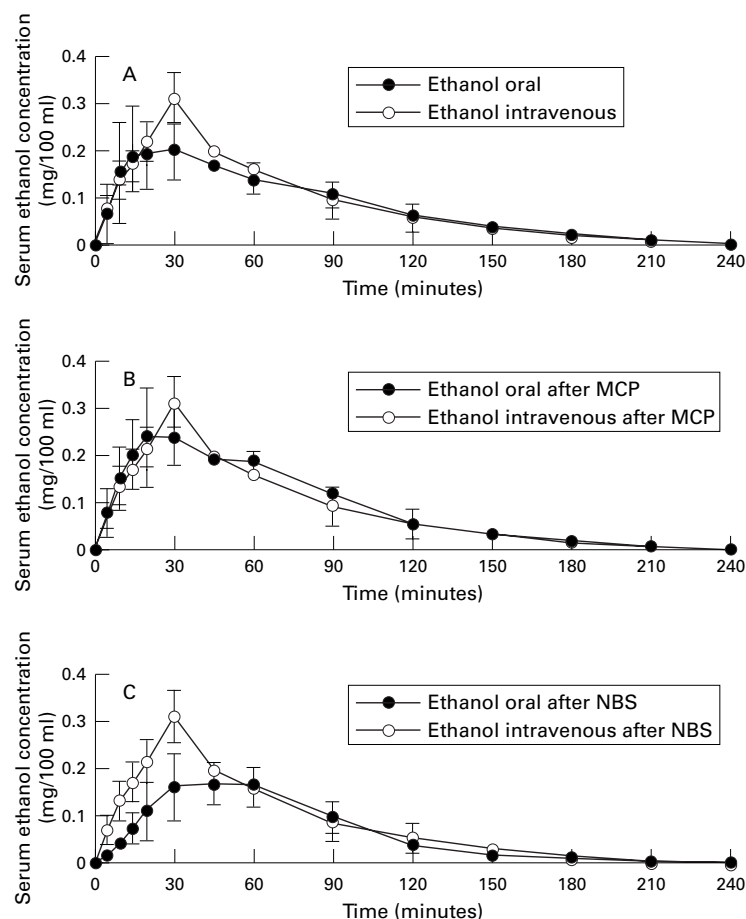 Serum ethanol concentration
(mg/100 ml)
0.4
0.3
0.2
0.1
0
A
Ethanol oral
Ethanol intravenous
0 30 60 90 120 150 180 210 240
Time (minutes)
Serum ethanol concentration
(mg/100 ml)
0.4
0.3
0.2
0.1
0
B
Ethanol oral after MCP
Ethanol intravenous after MCP
0 30 60 90 120 150 180 210 240
Time (minutes)
Serum ethanol concentration
(mg/100 ml)
0.4
0.3
0.2
0.1
0
C
Ethanol oral after NBS
Ethanol intravenous after NBS
0 30 60 90 120 150 180 210 240
Time (minutes)